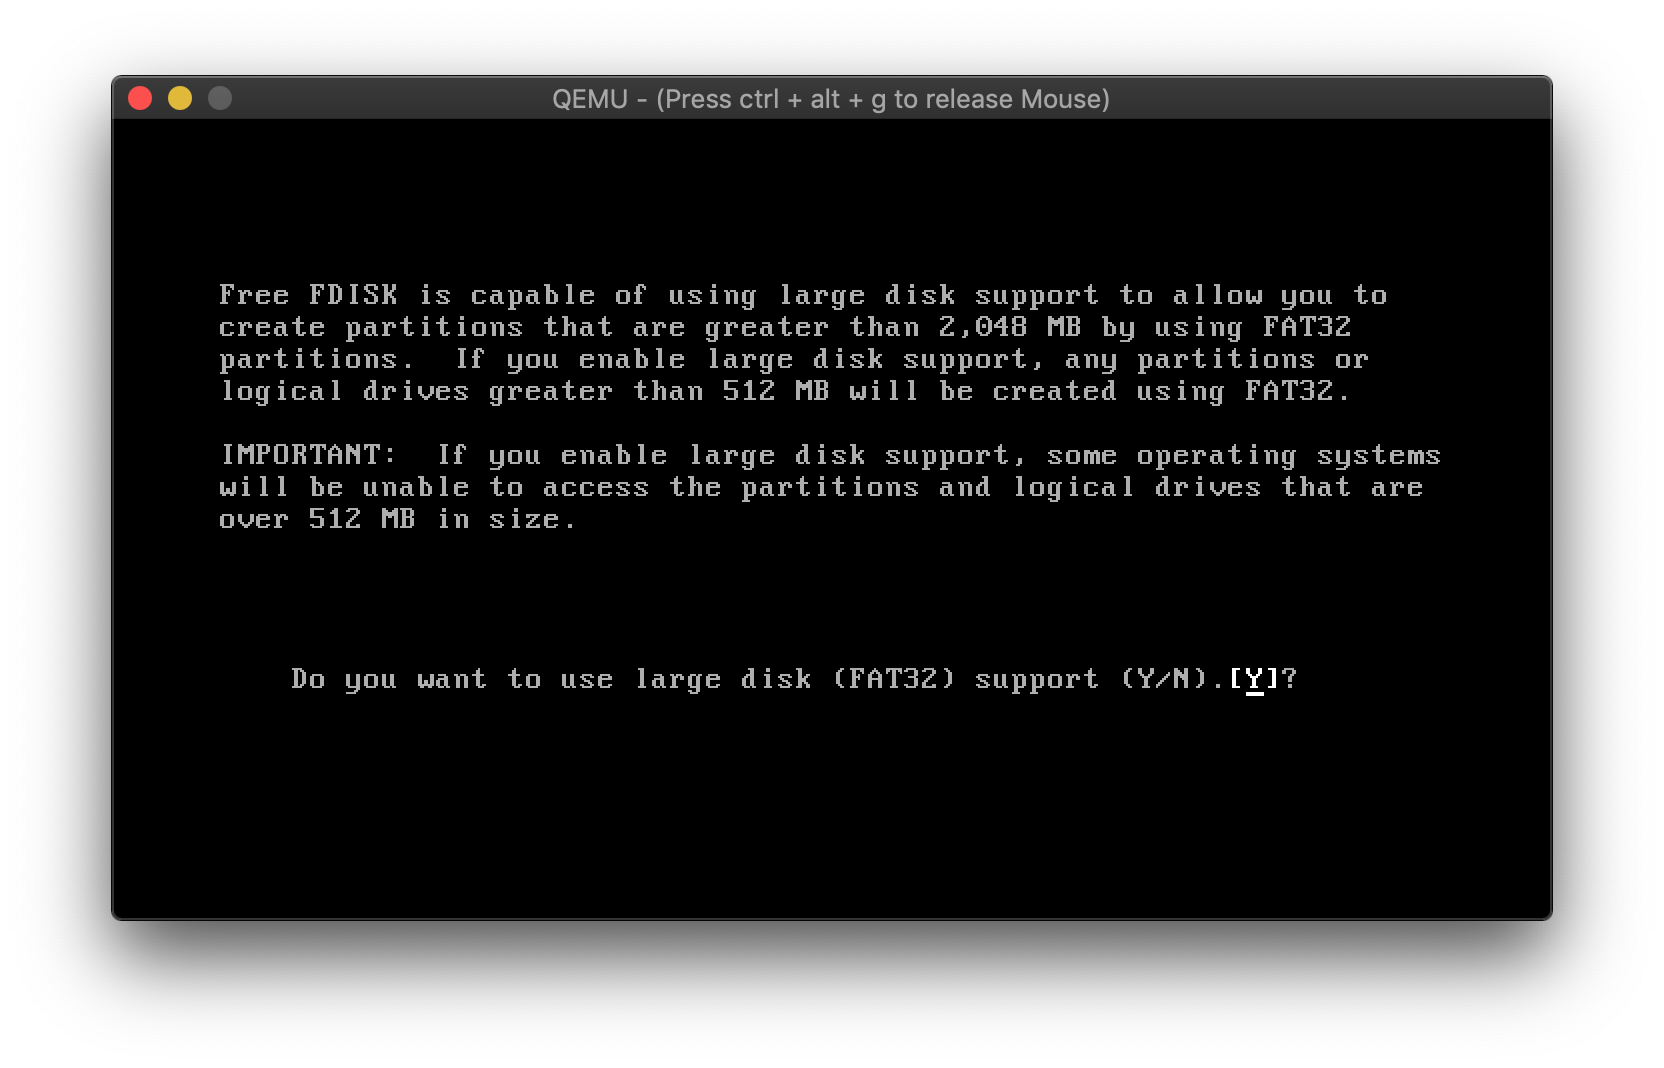 QEMU - (Press ctrl + alt + g to release Mouse)
Free FDISK is capable of using large disk support to allow you to
create partitions that are greater than 2,048 MB by using FAT32
partitions.  If you enable large disk support, any partitions or
logical drives greater than 512 MB will be created using FAT32.
IMPORTANT:  If you enable large disk support, some operating systems
will be unable to access the partitions and logical drives that are
over 512 MB in size.
Do you want to use large disk (FAT32) support (Y/N).[Y]?